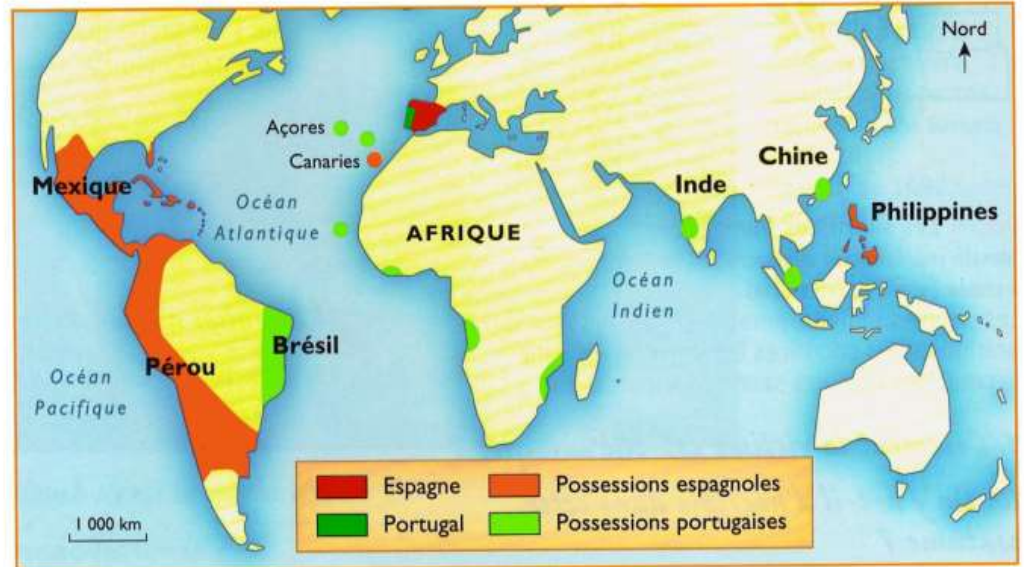 Nord
Açores
Canaries
Chine
Inde
Mexique
Philippines
Océan
Atlantique
AFRIQUE
Océan
Indien
Brésil
Pérou
Océan
Pacifique
Espagne
Possessions espagnoles
Portugal
Possessions portugaises
1 000 km